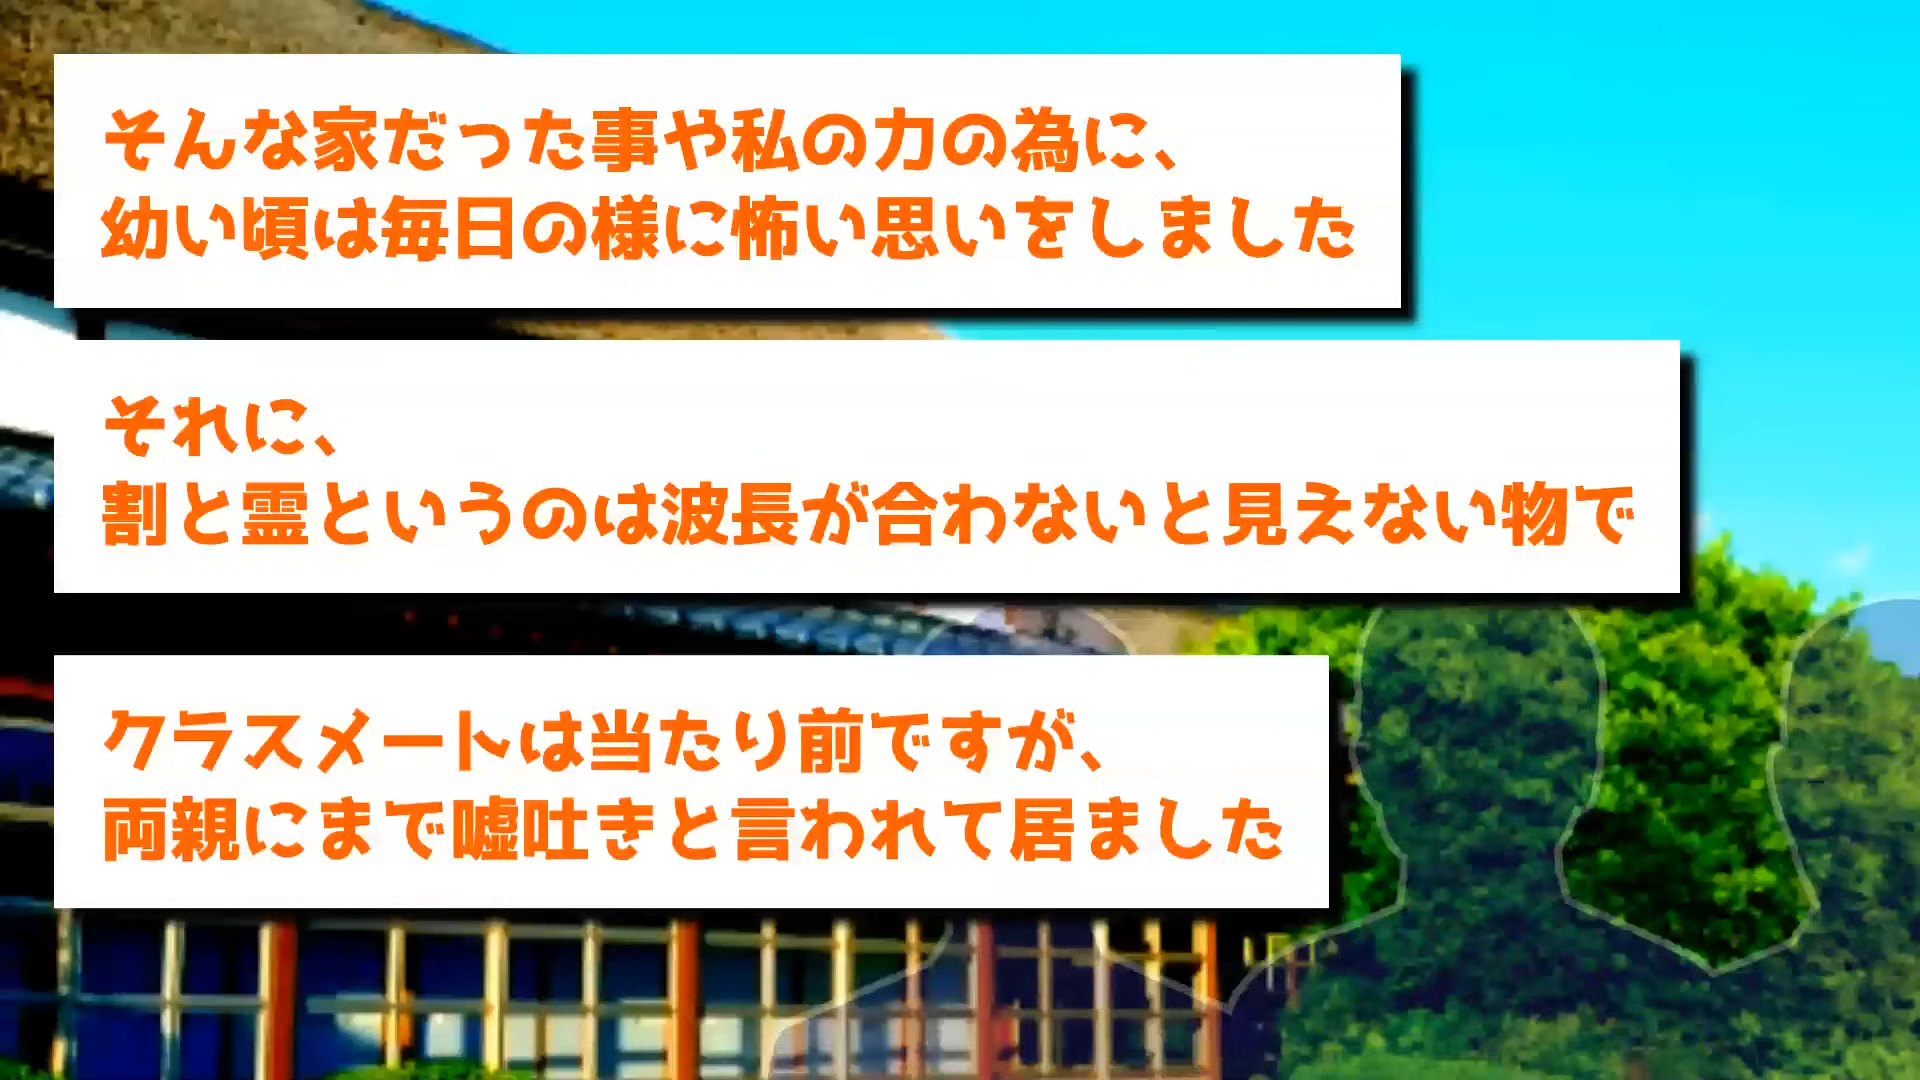 そんな家だった事や私の力の為に、
幼い頃は毎日の様に怖い思いをしました
それに、
割と霊というのは波長が合わないと見えない物で
クラスメートは当たり前ですが、
両親にまで嘘吐きと言われて居ました